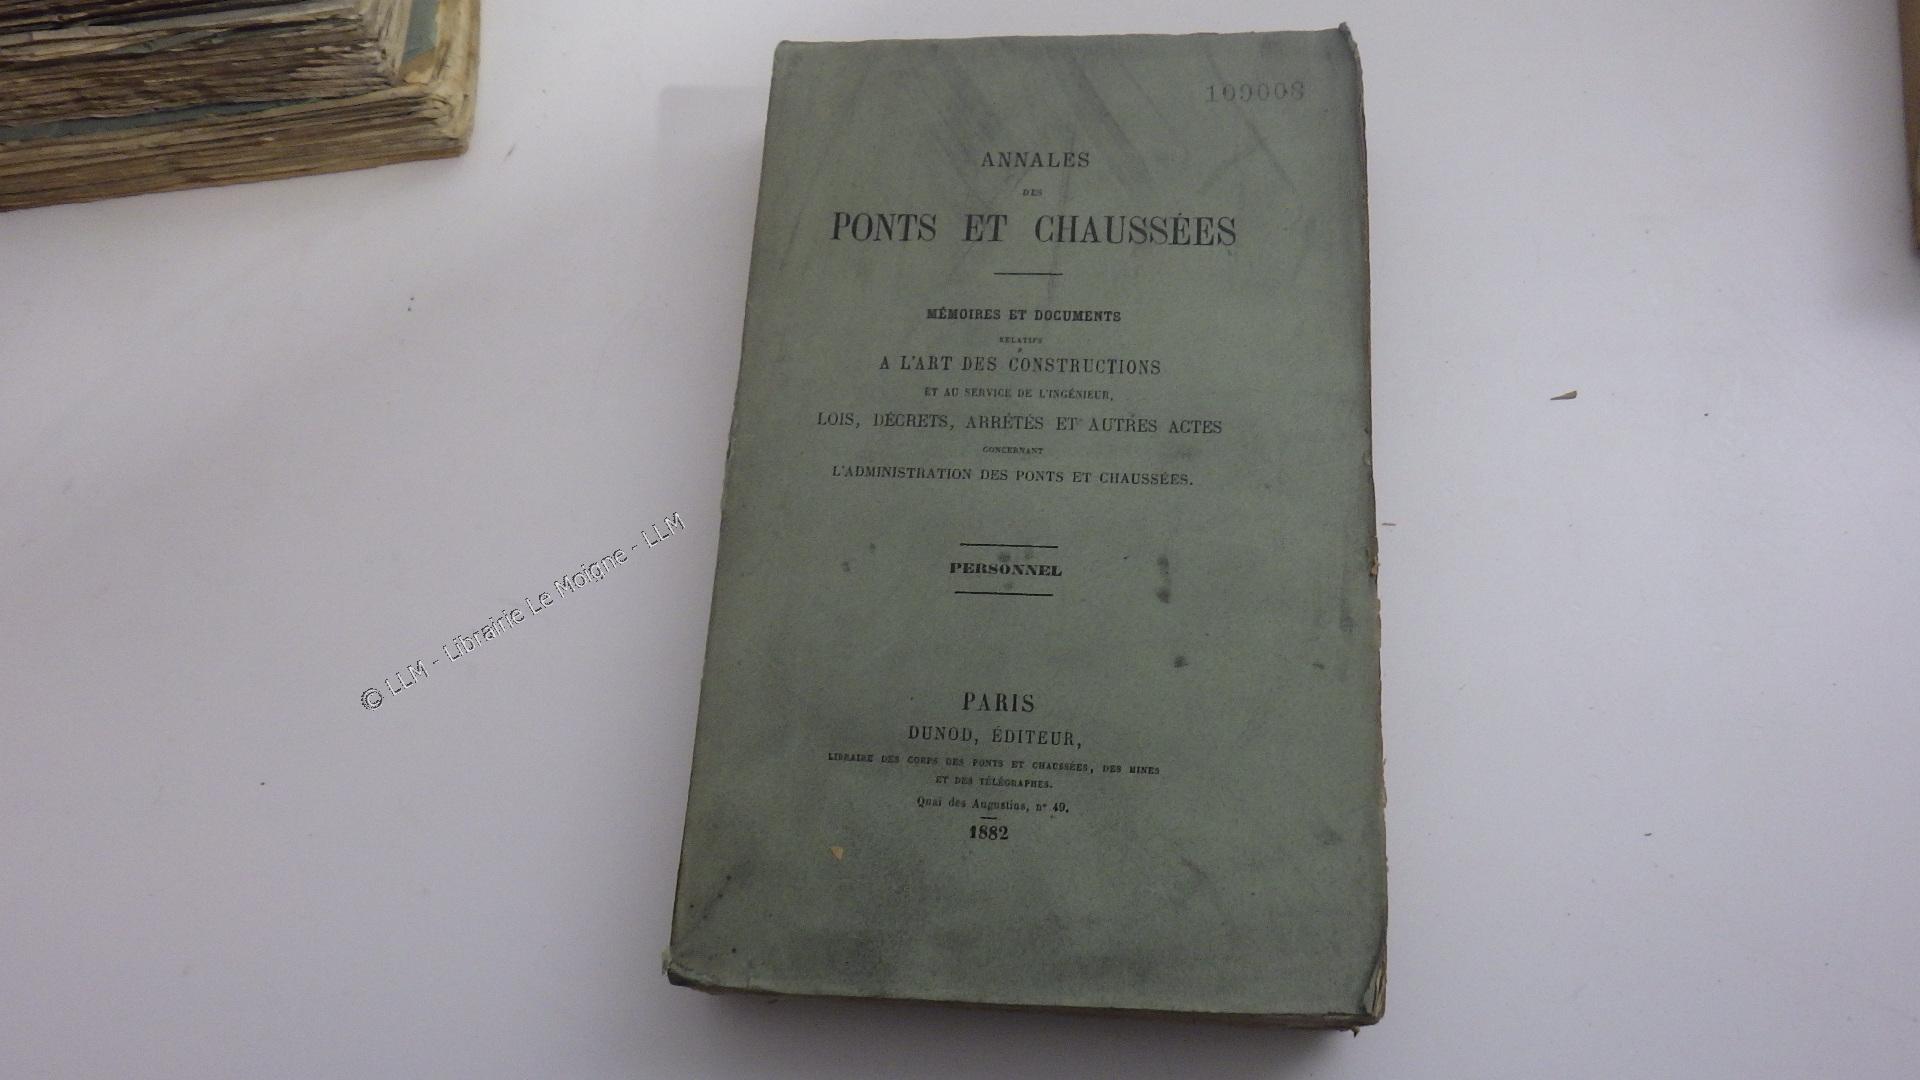 109008
ANNALES
DES
PONTS ET CHAUSSÉES
MÉMOIRES ET DOCUMENTS
RELATIFS
A L'ART DES CONSTRUCTIONS
ET AU SERVICE DE L'INGÉNIEUR,
LOIS, DÉCRETS, ARRÊTÉS ET AUTRES ACTES
CONCERNANT
L'ADMINISTRATION DES PONTS ET CHAUSSÉES.
PERSONNEL
PARIS
DUNOD, ÉDITEUR,
LIBRAIRE DES CORPS DES PONTS ET CHAUSSÉES, DES MINES
ET DES TÉLÉGRAPHES.
Quai des Augustins, n° 49.
1882
© LLM - Librairie Le Moigne - LLM